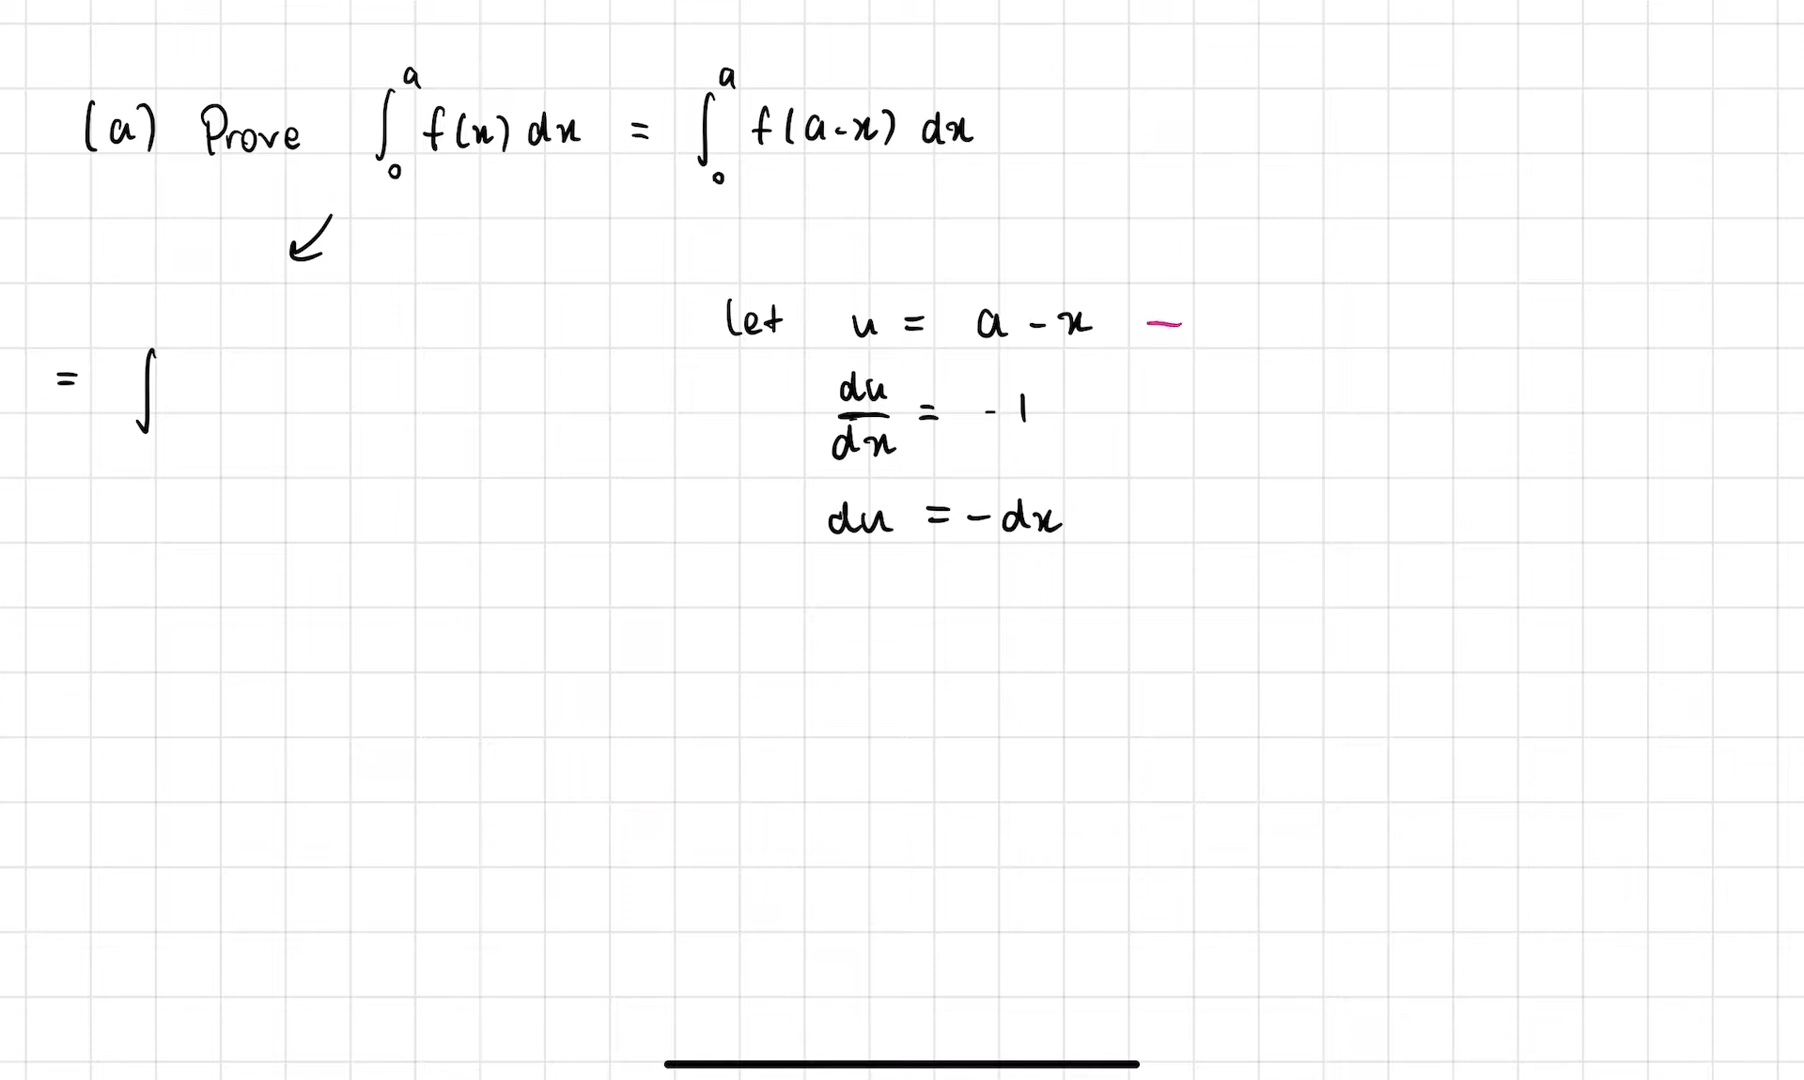 (a) Prove ∫₀ᵃ f(x) dx = ∫₀ᵃ f(a-x) dx
let u = a - x —
= ∫
du/dx = -1
du = -dx